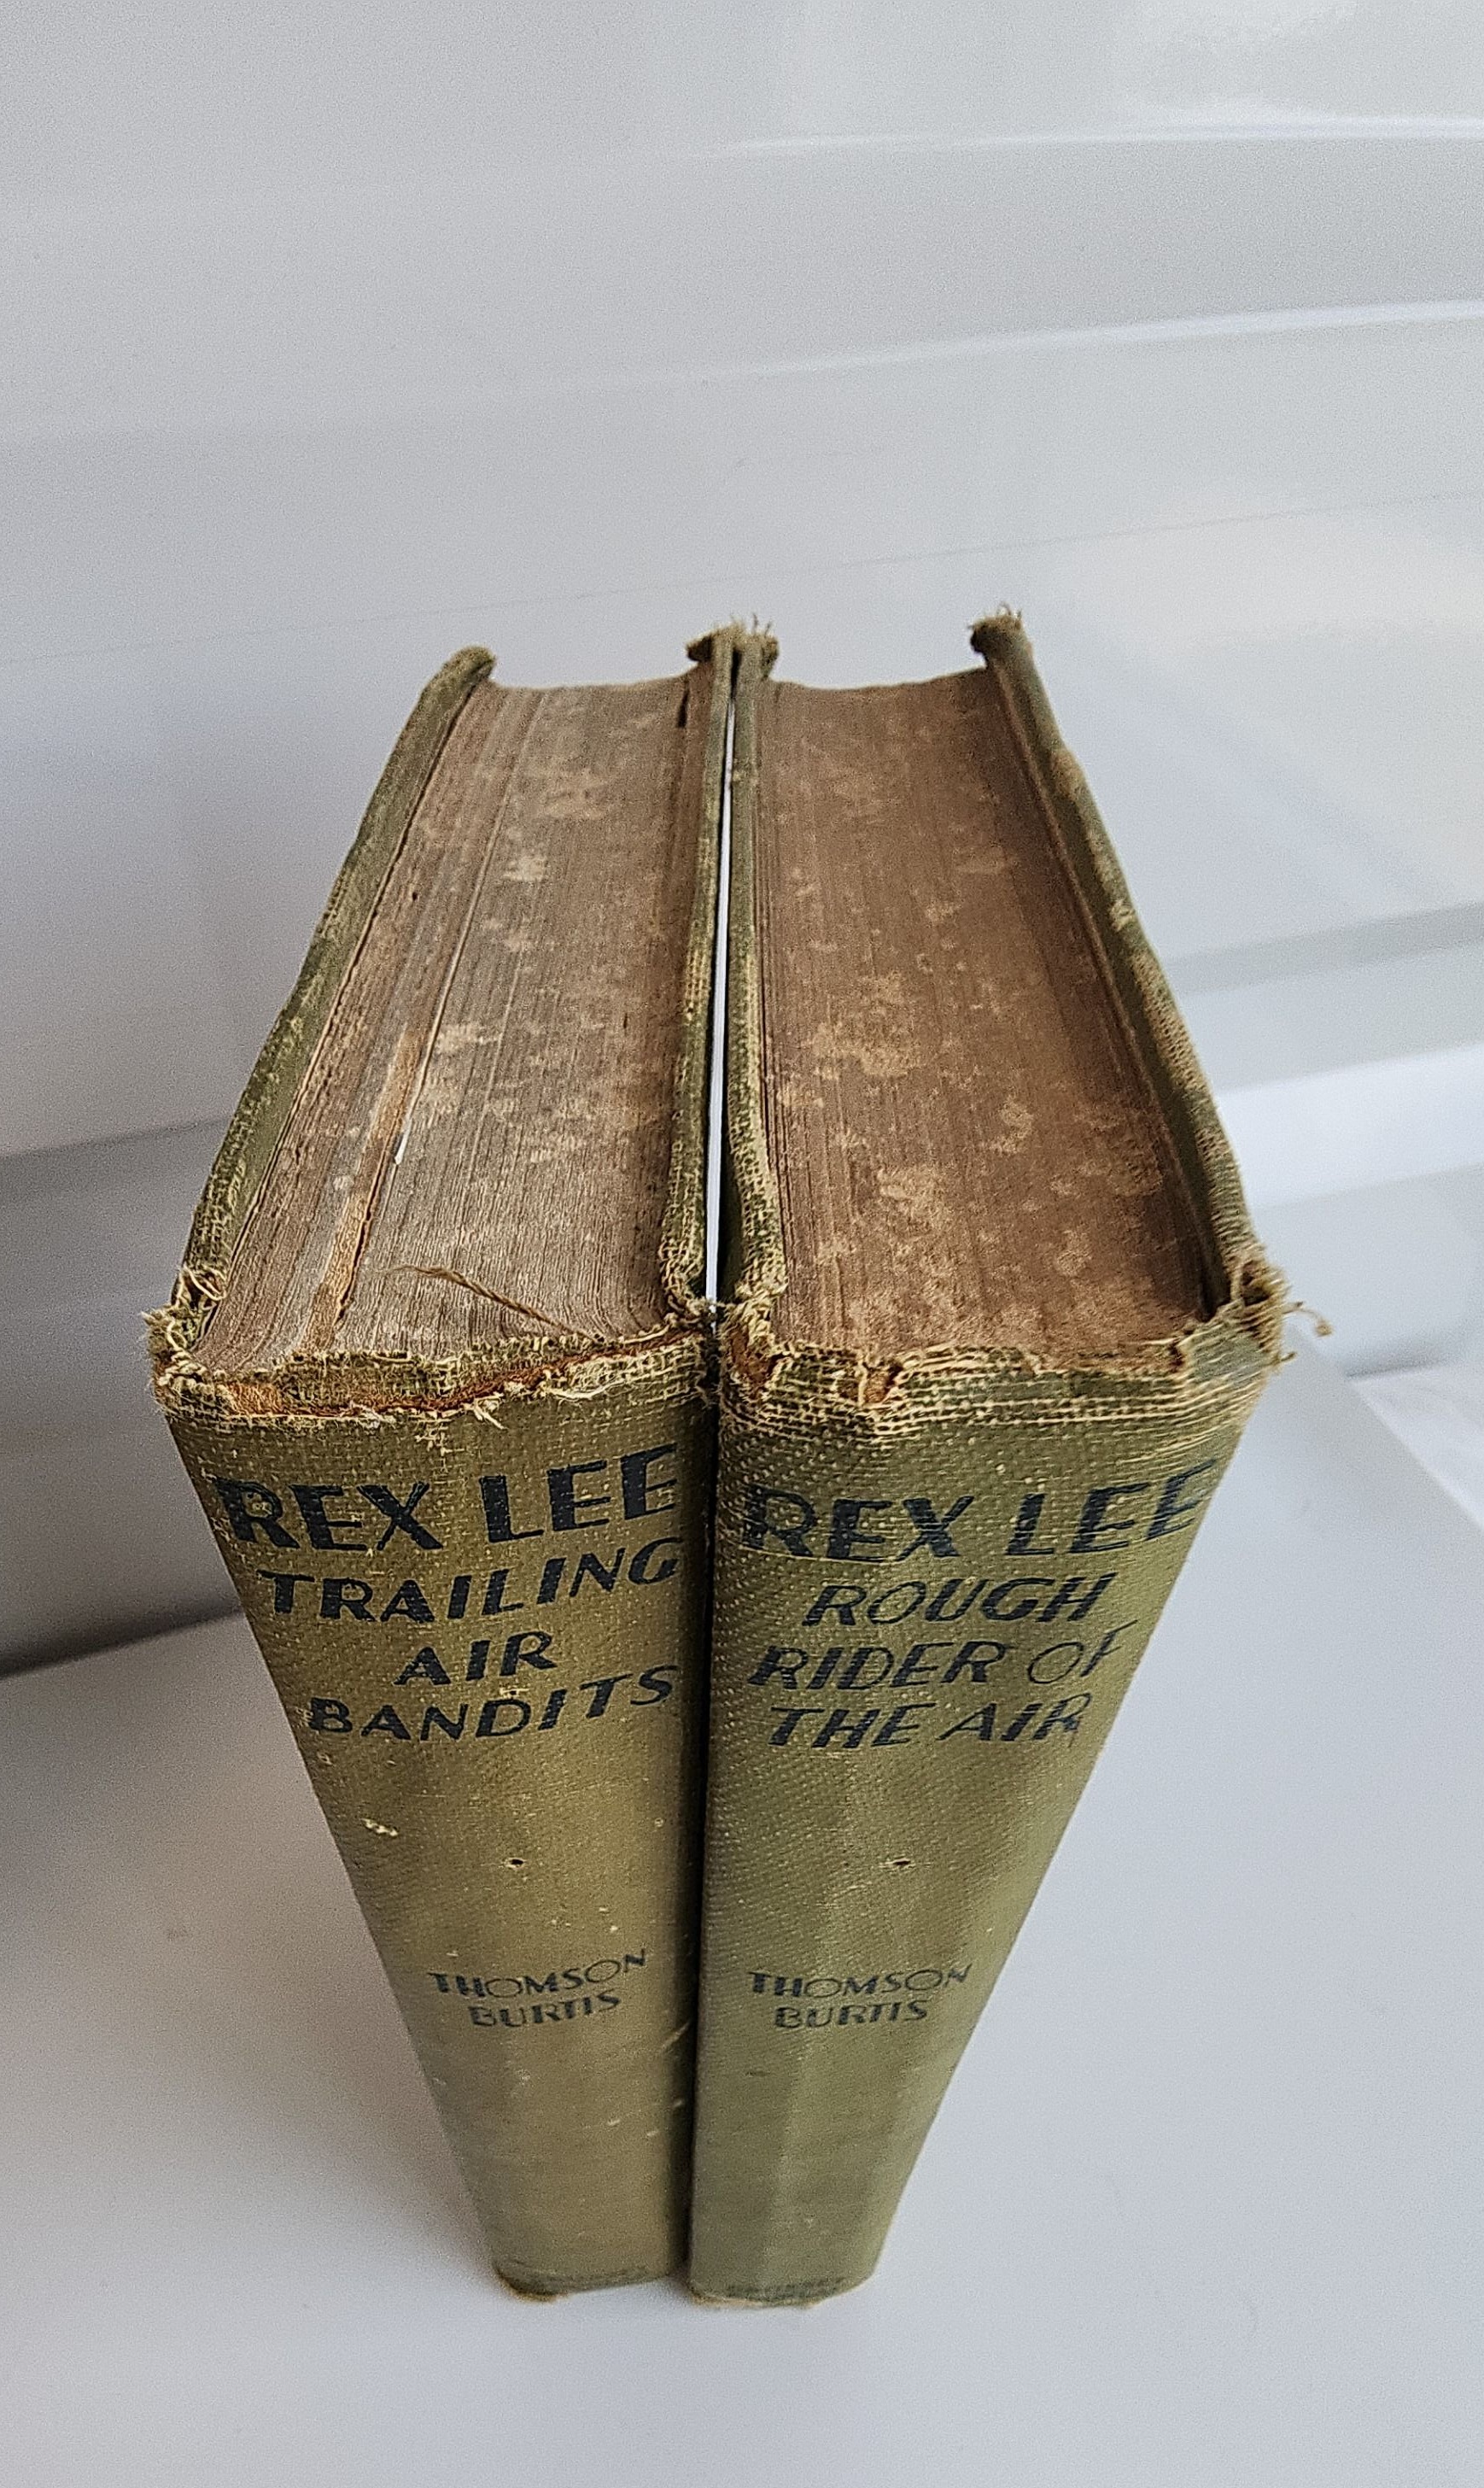 REX LEE
TRAILING
AIR
BANDITS
THOMSON
BURTIS
REX LEE
ROUGH
RIDER OF
THE AIR
THOMSON
BURTIS